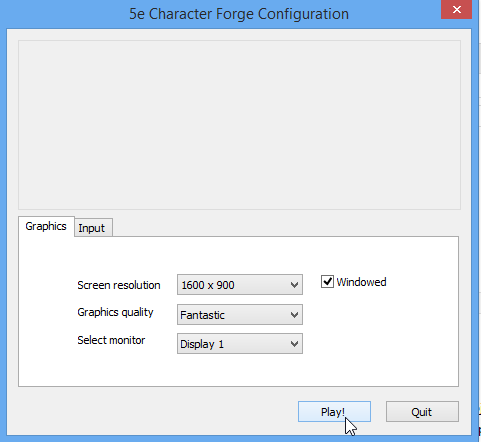 5e Character Forge Configuration
Graphics
Input
Screen resolution
1600 x 900
Windowed
Graphics quality
Fantastic
Select monitor
Display 1
Play!
Quit